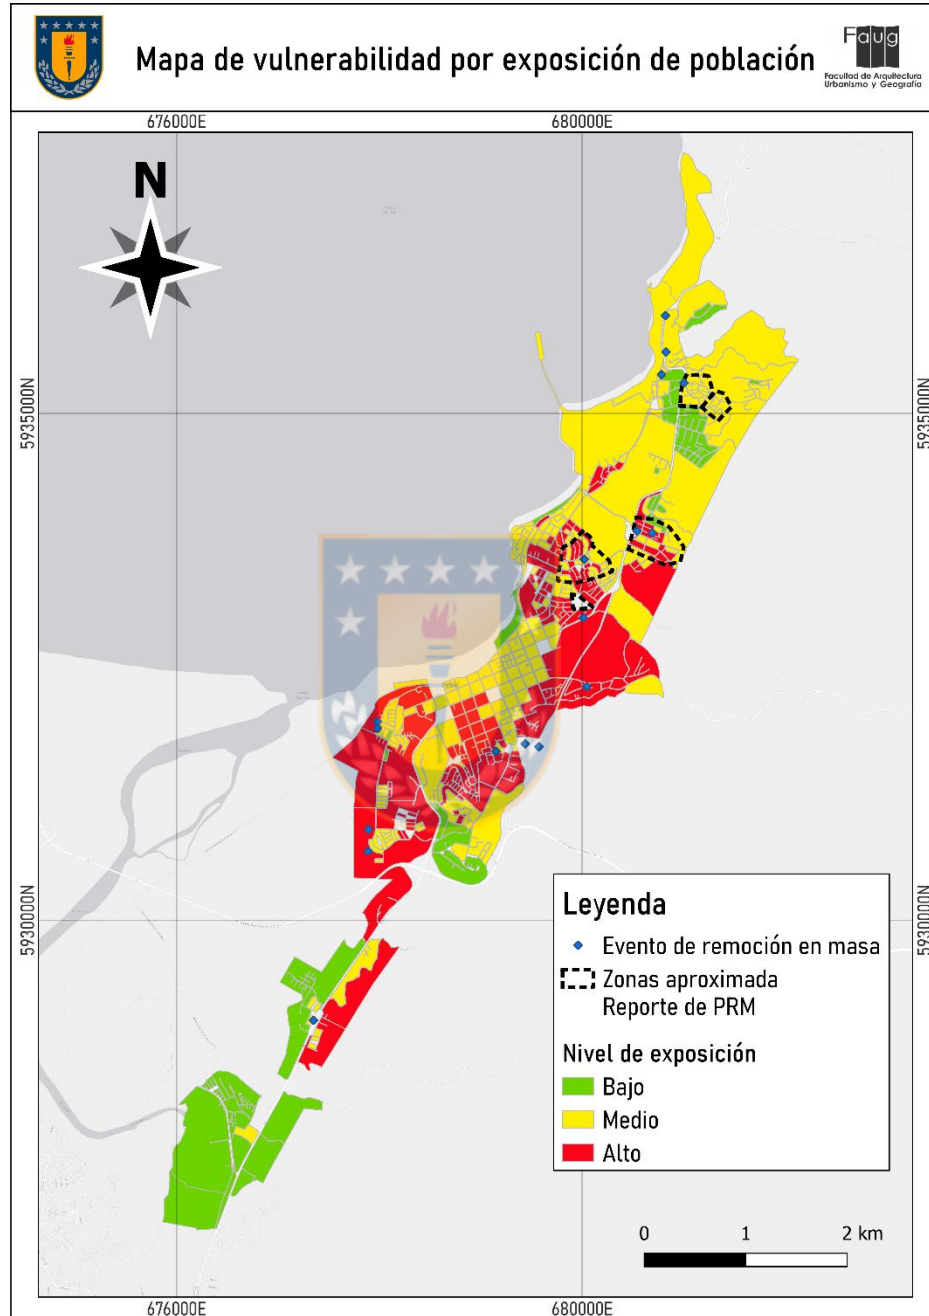 Mapa de vulnerabilidad por exposición de población
Faug
Facultad de Arquitectura
Urbanismo y Geografía
676000E
680000E
N
5935000N
5935000N
5930000N
5930000N
Leyenda
Evento de remoción en masa
Zonas aproximada
Reporte de PRM
Nivel de exposición
Bajo
Medio
Alto
0 1 2 km
676000E
680000E